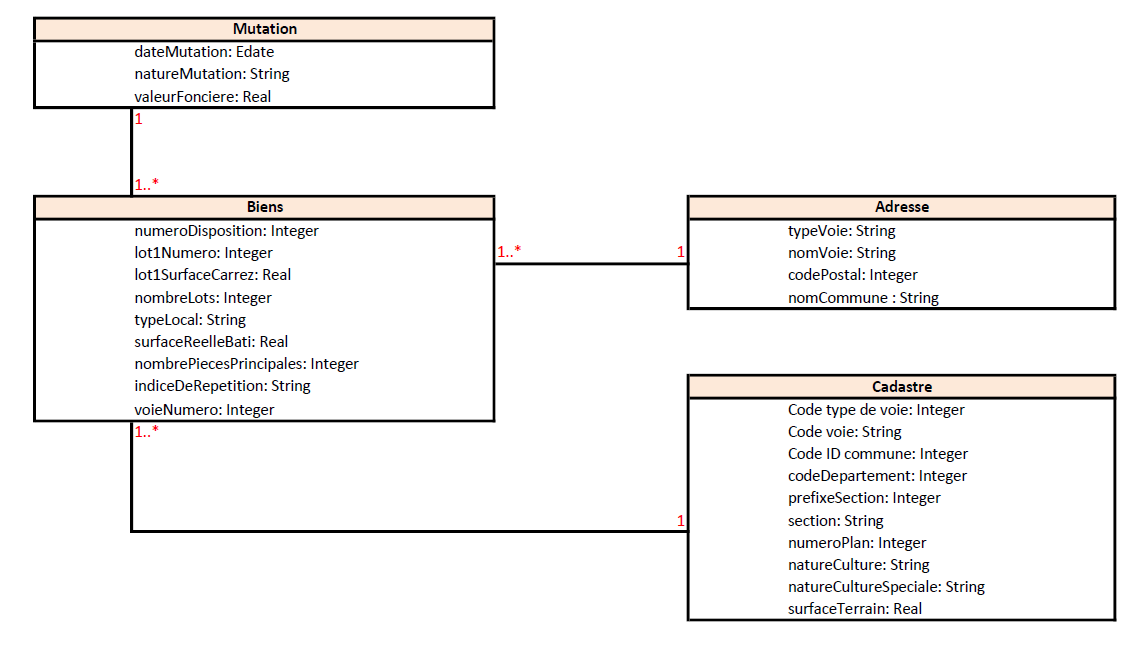 Mutation
dateMutation: Edate
natureMutation: String
valeurFonciere: Real
1
1..*
Biens
numeroDisposition: Integer
lot1Numero: Integer
lot1SurfaceCarrez: Real
nombreLots: Integer
typeLocal: String
surfaceReelleBati: Real
nombrePiecesPrincipales: Integer
indiceDeRepetition: String
voieNumero: Integer
1..*
1
Adresse
typeVoie: String
nomVoie: String
codePostal: Integer
nomCommune : String
1..*
1
Cadastre
Code type de voie: Integer
Code voie: String
Code ID commune: Integer
codeDepartement: Integer
prefixeSection: Integer
section: String
numeroPlan: Integer
natureCulture: String
natureCultureSpeciale: String
surfaceTerrain: Real